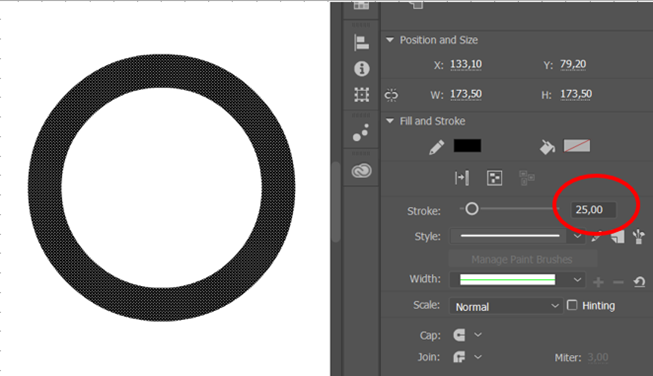 Position and Size
X: 133,10 Y: 79,20
W: 173,50 H: 173,50
Fill and Stroke
Stroke: 25,00
Style:
Manage Paint Brushes
Width:
Scale: Normal Hinting
Cap:
Join: Miter: 3,00